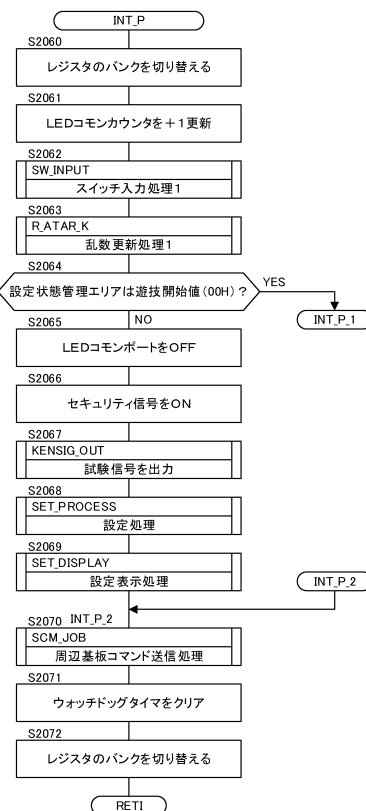 INT_P
S2060
レジスタのバンクを切り替える
S2061
LEDコモンカウンタを+1更新
S2062
SW_INPUT
スイッチ入力処理1
S2063
R_ATAR_K
乱数更新処理1
S2064
設定状態管理エリアは遊技開始値(00H)?
YES
INT_P_1
NO
S2065
LEDコモンポートをOFF
S2066
セキュリティ信号をON
S2067
KENSIG_OUT
試験信号を出力
S2068
SET_PROCESS
設定処理
S2069
SET_DISPLAY
設定表示処理
INT_P_2
S2070 INT_P_2
SCM_JOB
周辺基板コマンド送信処理
S2071
ウォッチドッグタイマをクリア
S2072
レジスタのバンクを切り替える
RETI